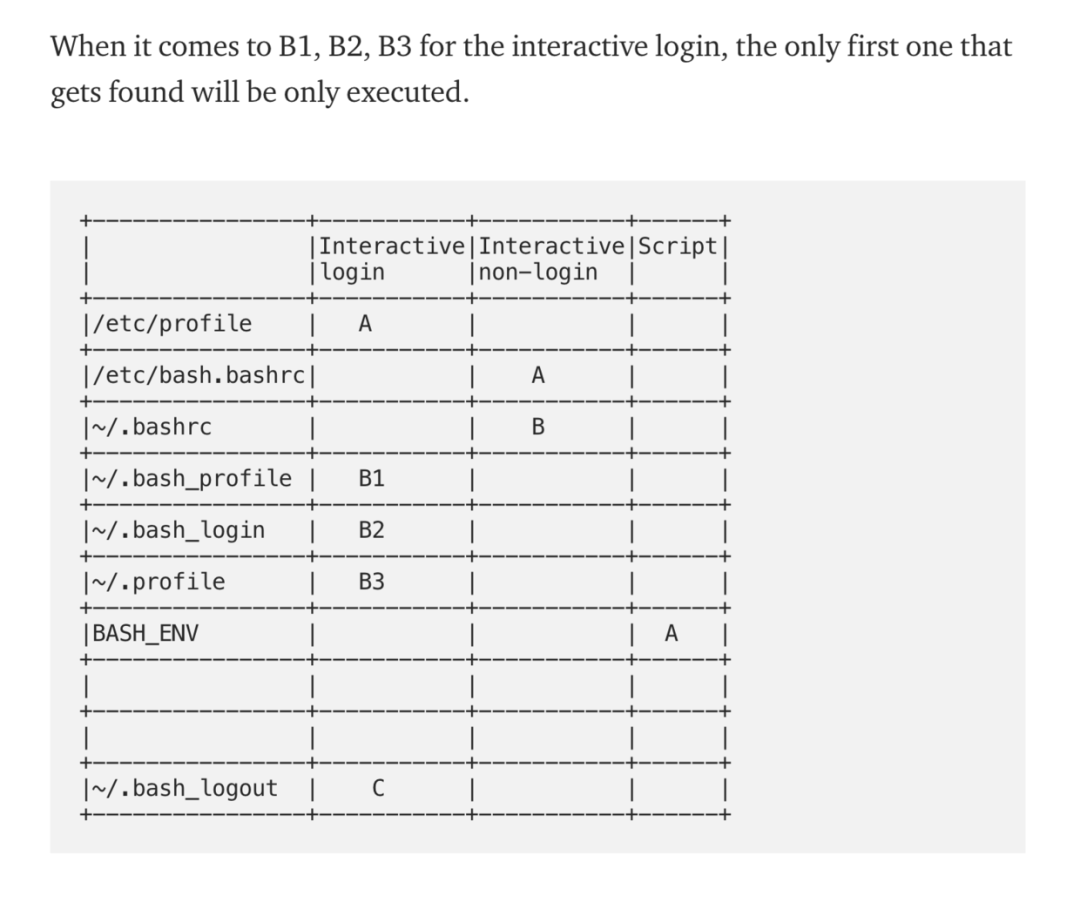 When it comes to B1, B2, B3 for the interactive login, the only first one that
gets found will be only executed.
+----------------+-----------+-----------+------+
|                |Interactive|Interactive|Script|
|                |login      |non-login  |      |
+----------------+-----------+-----------+------+
|/etc/profile    |   A       |           |      |
+----------------+-----------+-----------+------+
|/etc/bash.bashrc|           |    A      |      |
+----------------+-----------+-----------+------+
|~/.bashrc       |           |    B      |      |
+----------------+-----------+-----------+------+
|~/.bash_profile |   B1      |           |      |
+----------------+-----------+-----------+------+
|~/.bash_login   |   B2      |           |      |
+----------------+-----------+-----------+------+
|~/.profile      |   B3      |           |      |
+----------------+-----------+-----------+------+
|BASH_ENV        |           |           |  A   |
+----------------+-----------+-----------+------+
|                |           |           |      |
+----------------+-----------+-----------+------+
|                |           |           |      |
+----------------+-----------+-----------+------+
|~/.bash_logout  |    C      |           |      |
+----------------+-----------+-----------+------+